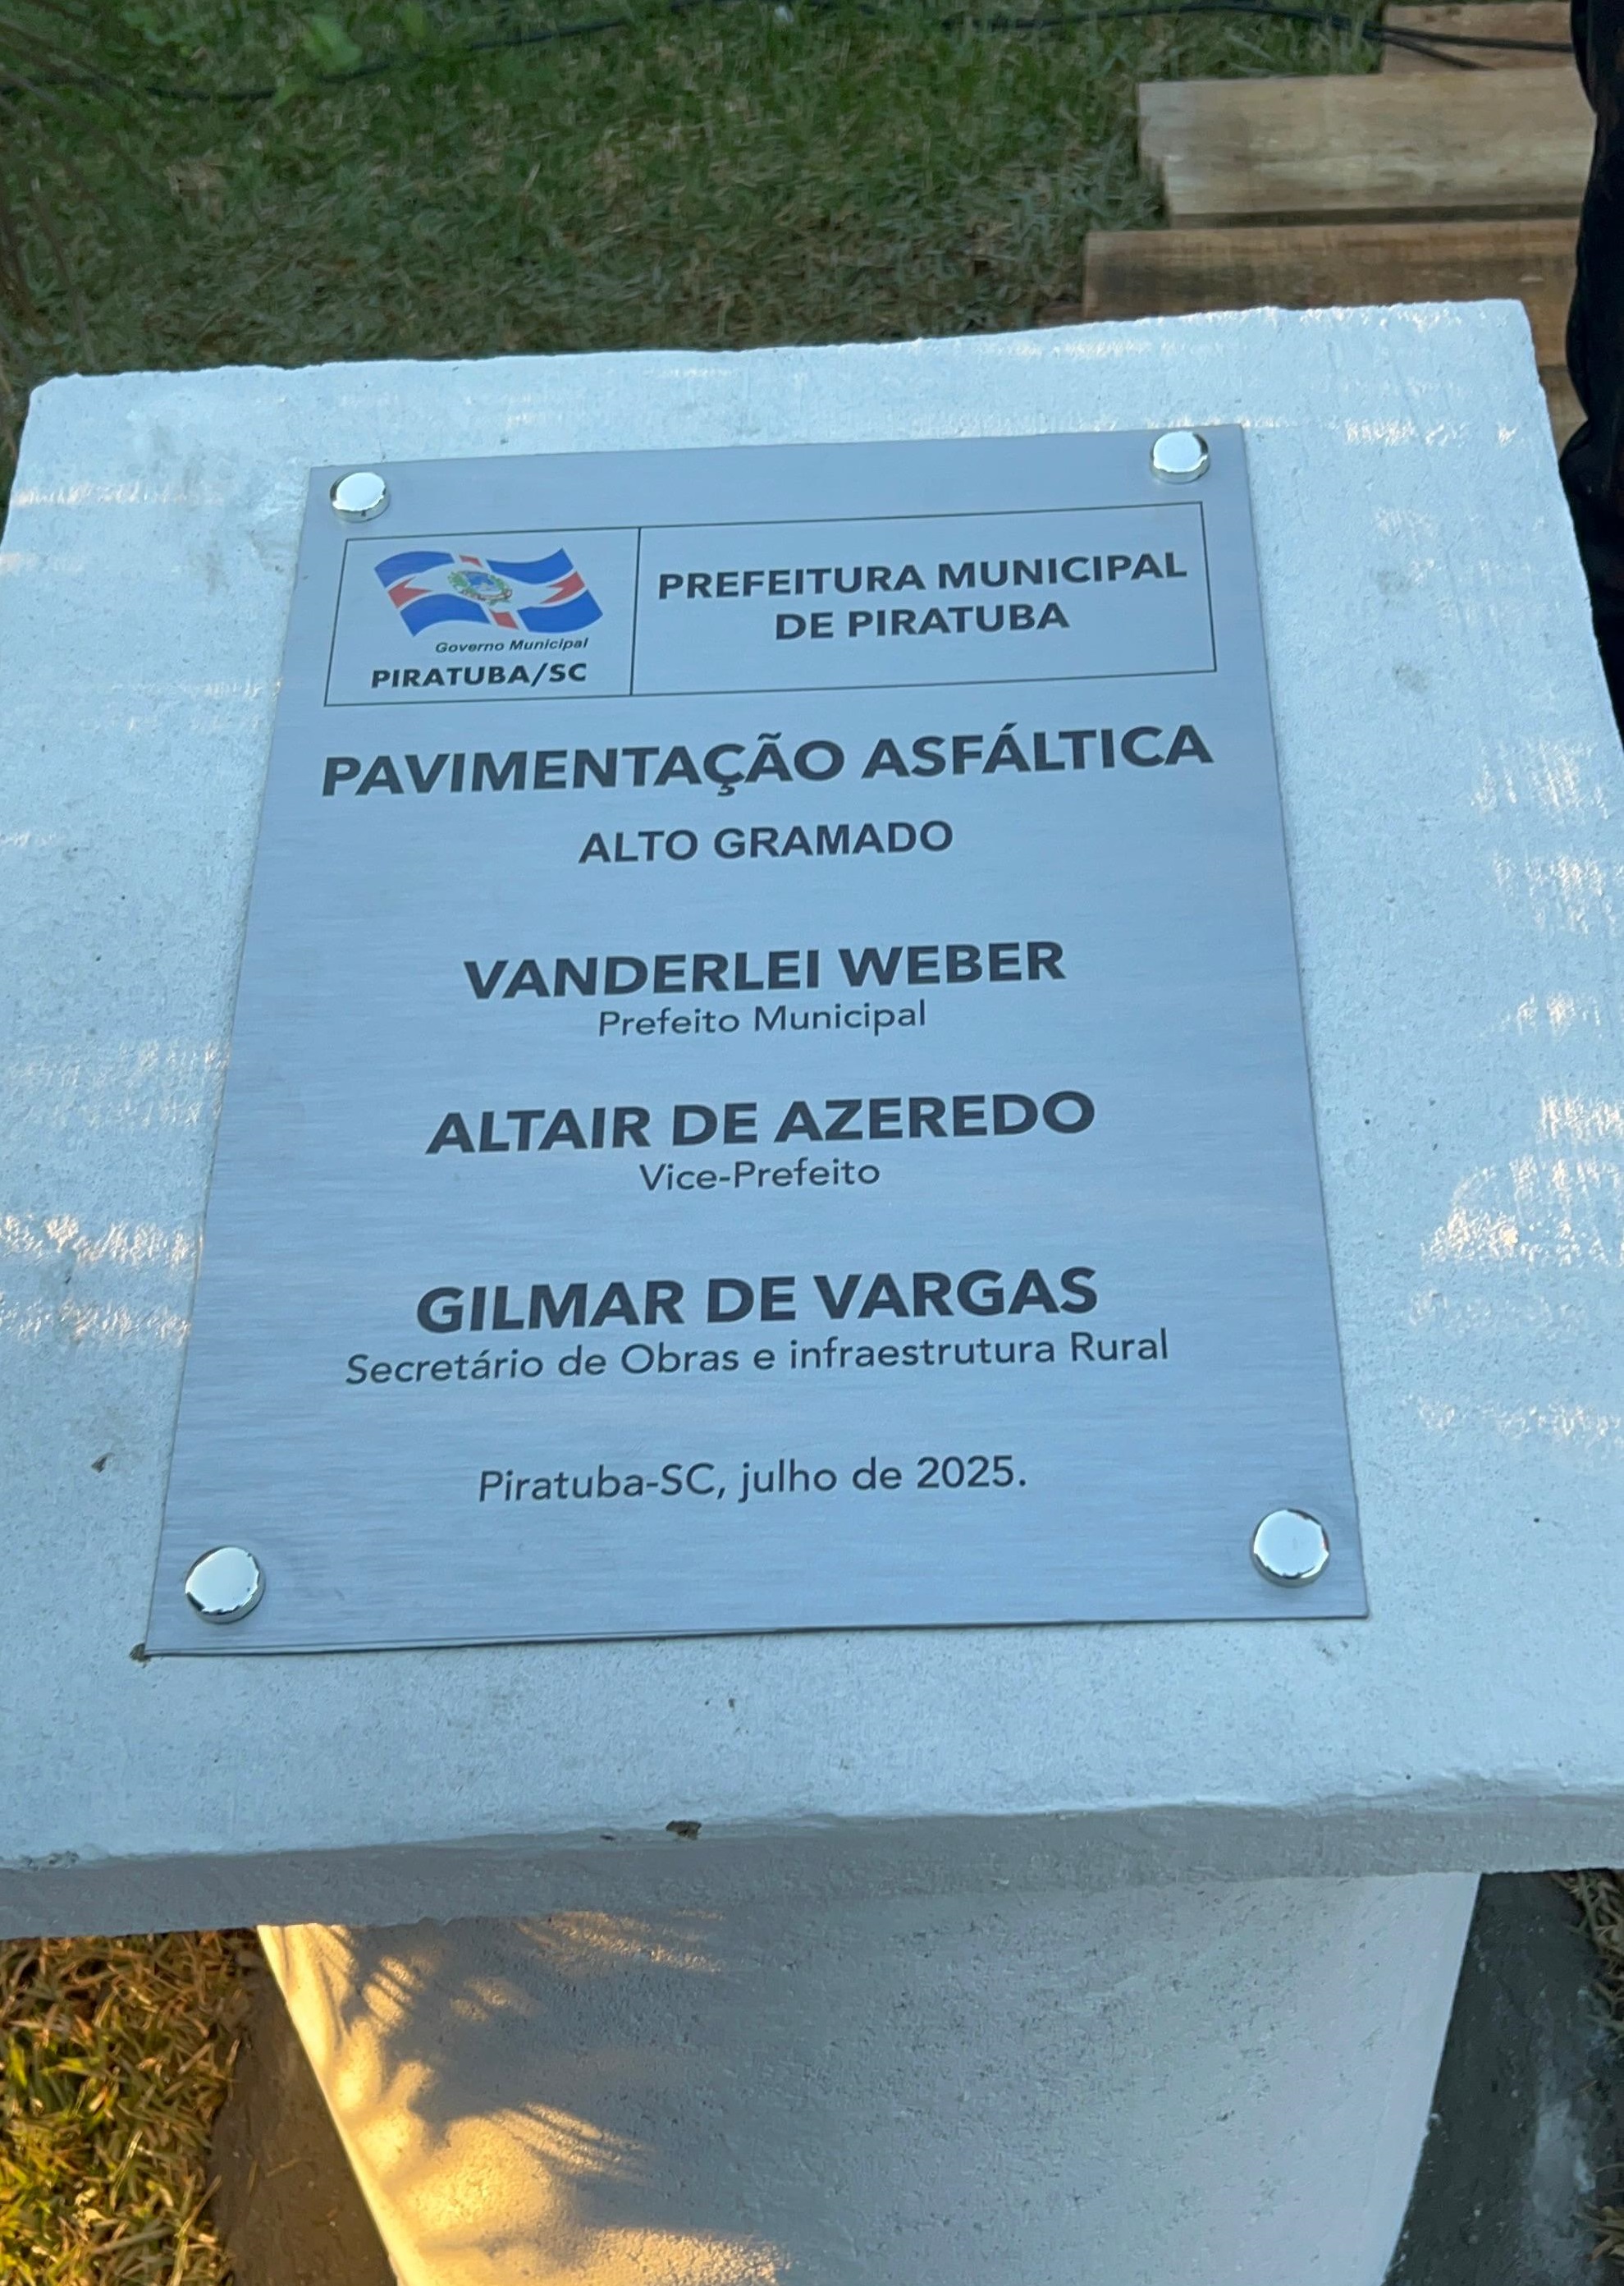 Governo Municipal
PIRATUBA/SC
PREFEITURA MUNICIPAL
DE PIRATUBA
PAVIMENTAÇÃO ASFÁLTICA
ALTO GRAMADO
VANDERLEI WEBER
Prefeito Municipal
ALTAIR DE AZEREDO
Vice-Prefeito
GILMAR DE VARGAS
Secretário de Obras e infraestrutura Rural
Piratuba-SC, julho de 2025.